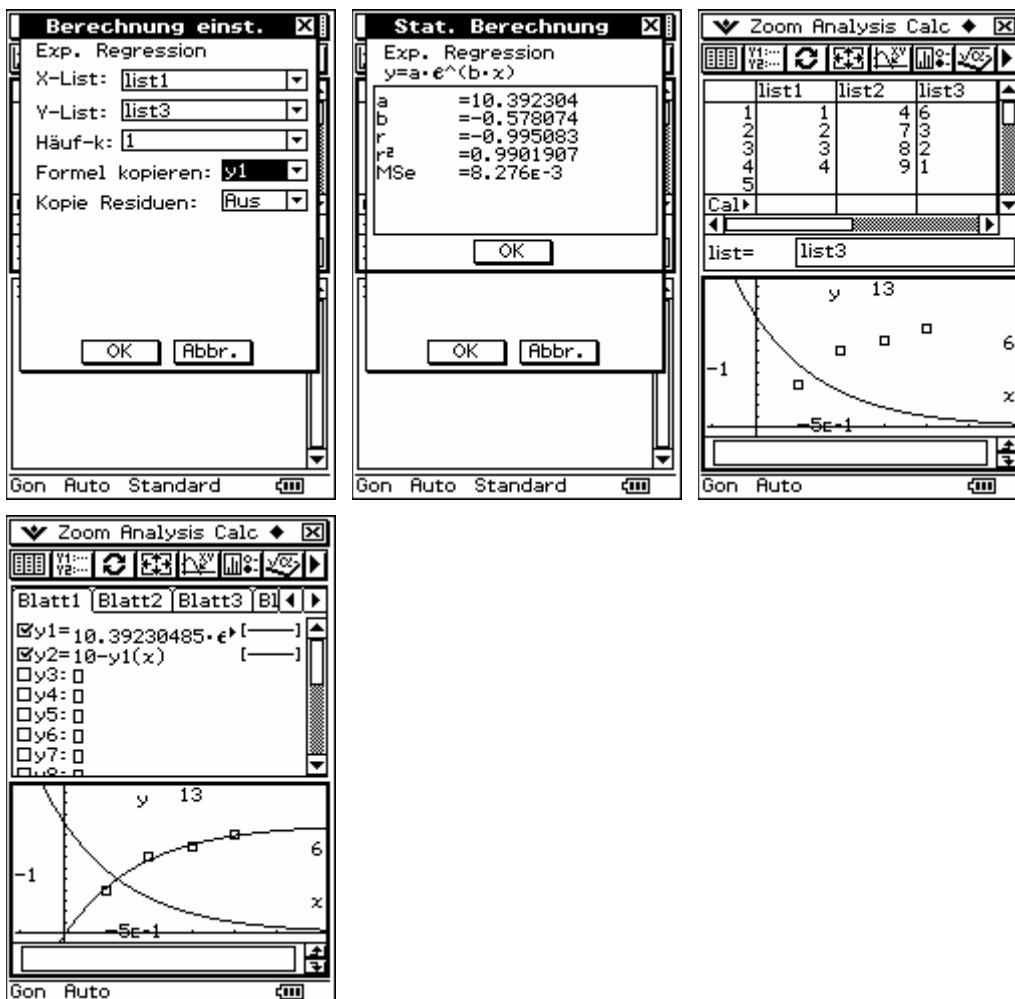 Berechnung einst.
Exp. Regression
X-List: list1
Y-List: list3
Häuf-k: 1
Formel kopieren: y1
Kopie Residuen: Aus
OK Abbr.
Gon Auto Standard
Stat. Berechnung
Exp. Regression
y=a·e^(b·x)
a =10.392304
b =-0.578074
r =-0.995083
r² =0.9901907
MSe =8.276E-3
OK
OK Abbr.
Gon Auto Standard
Zoom Analysis Calc
Y1:... Y2:...
list1 list2 list3
1 1 4 6
2 2 7 3
3 3 8 2
4 4 9 1
5
Cal
list= list3
y 13
6
-1
x
-5E-1
Gon Auto
Zoom Analysis Calc
Y1:... Y2:...
Blatt1 Blatt2 Blatt3 Bl
y1=10.39230485·e [——]
y2=10-y1(x) [——]
y3:
y4:
y5:
y6:
y7:
y8:
y 13
6
-1
x
-5E-1
Gon Auto